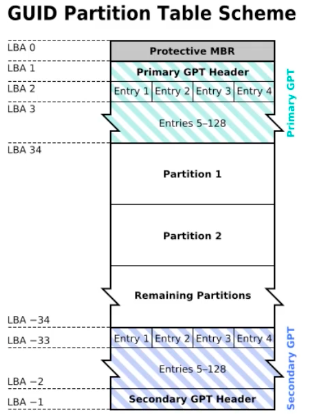 GUID Partition Table Scheme
LBA 0
Protective MBR
LBA 1
Primary GPT Header
LBA 2
Entry 1 Entry 2 Entry 3 Entry 4
LBA 3
Entries 5–128
Primary GPT
LBA 34
Partition 1
Partition 2
Remaining Partitions
LBA −34
LBA −33
Entry 1 Entry 2 Entry 3 Entry 4
Entries 5–128
LBA −2
LBA −1
Secondary GPT Header
Secondary GPT